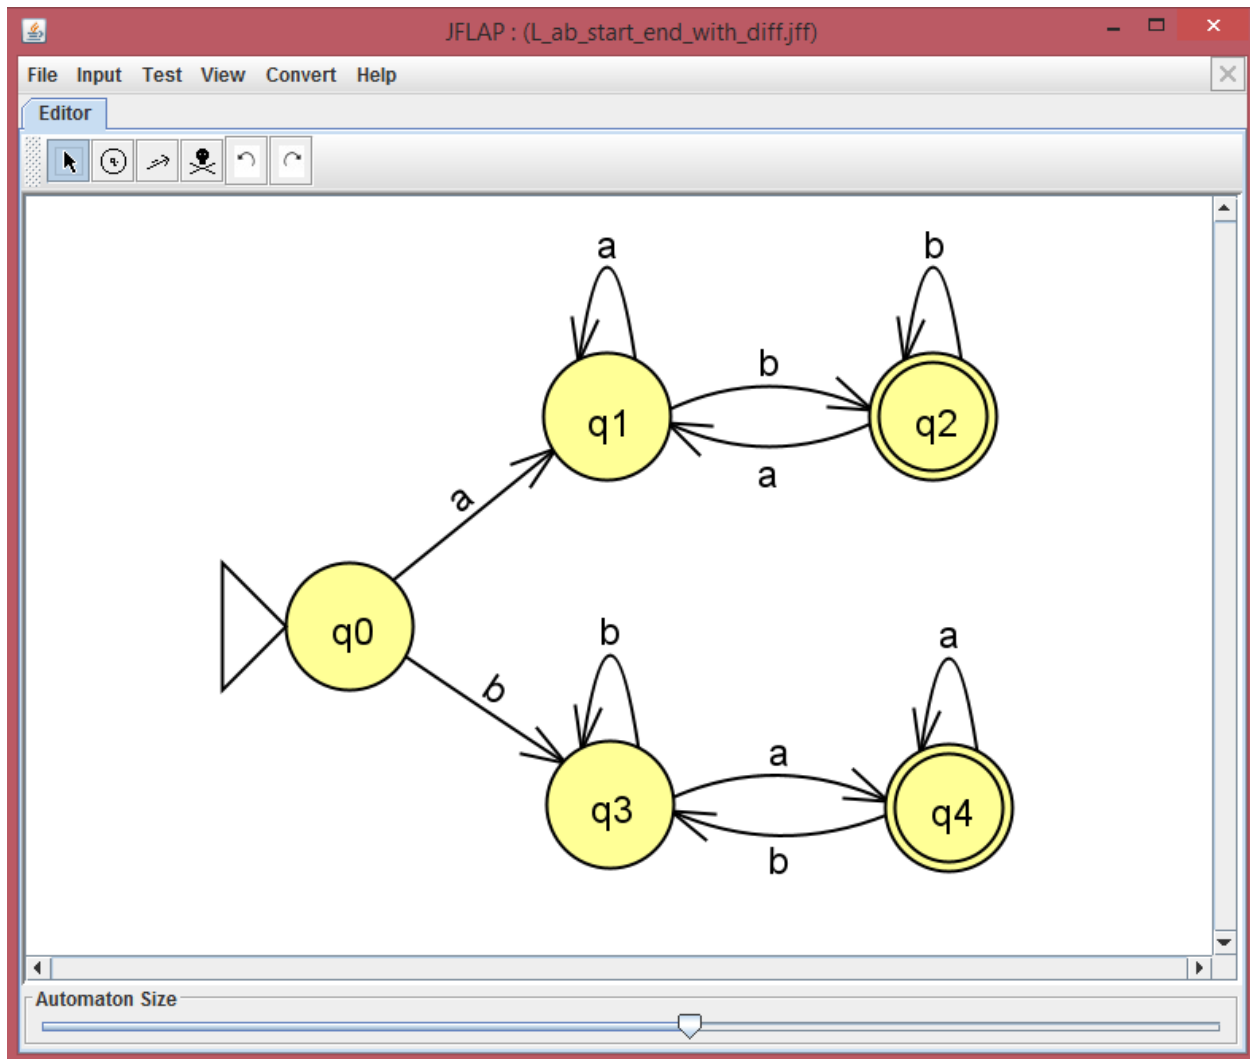 JFLAP : (L_ab_start_end_with_diff.jff)
File Input Test View Convert Help
Editor
a
b
b
q1
q2
a
a
q0
b
b
a
a
q3
q4
b
Automaton Size